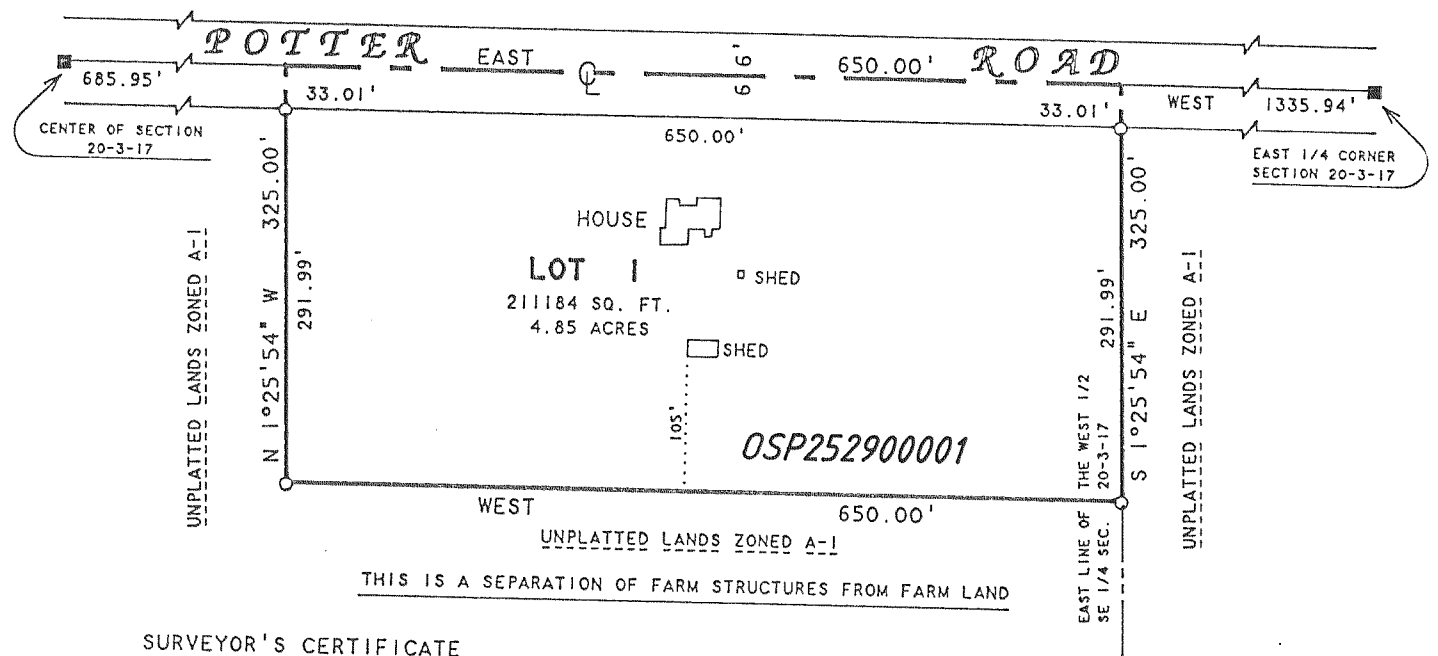 POTTER ROAD
EAST
66'
650.00'
685.95'
33.01'
33.01'
WEST
1335.94'
CENTER OF SECTION
20-3-17
650.00'
EAST 1/4 CORNER
SECTION 20-3-17
UNPLATTED LANDS ZONED A-1
N 1°25'54" W 325.00'
291.99'
HOUSE
LOT 1
211184 SQ. FT.
4.85 ACRES
SHED
SHED
105'
OSP252900001
EAST LINE OF THE WEST 1/2
SE 1/4 SEC. 20-3-17
291.99'
S 1°25'54" E 325.00'
UNPLATTED LANDS ZONED A-1
WEST
650.00'
UNPLATTED LANDS ZONED A-1
THIS IS A SEPARATION OF FARM STRUCTURES FROM FARM LAND
SURVEYOR'S CERTIFICATE